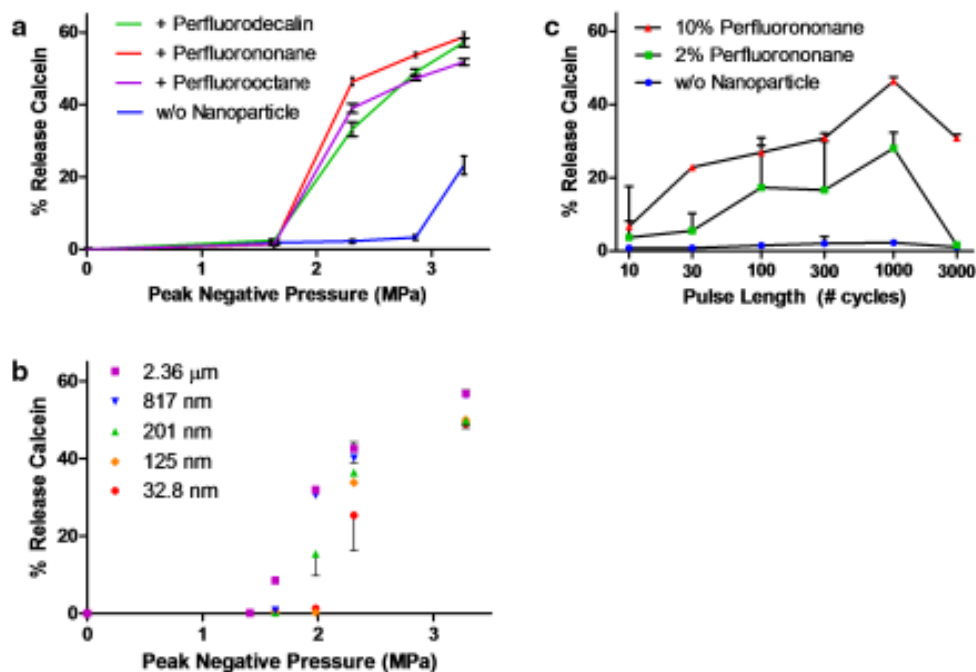 a
% Release Calcein
60
40
20
0
+ Perfluorodecalin
+ Perfluorononane
+ Perfluorooctane
w/o Nanoparticle
0 1 2 3
Peak Negative Pressure (MPa)
c
% Release Calcein
60
40
20
0
10% Perfluorononane
2% Perfluorononane
w/o Nanoparticle
10 30 100 300 1000 3000
Pulse Length (# cycles)
b
% Release Calcein
60
40
20
0
2.36 μm
817 nm
201 nm
125 nm
32.8 nm
0 1 2 3
Peak Negative Pressure (MPa)